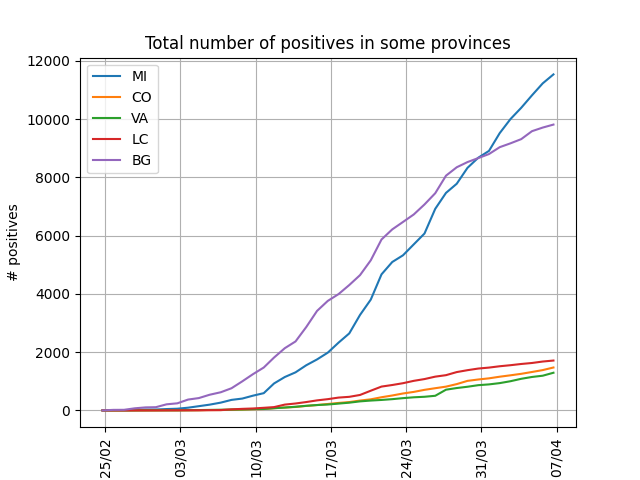 Total number of positives in some provinces
12000
10000
8000
6000
4000
2000
0
# positives
MI
CO
VA
LC
BG
25/02
03/03
10/03
17/03
24/03
31/03
07/04